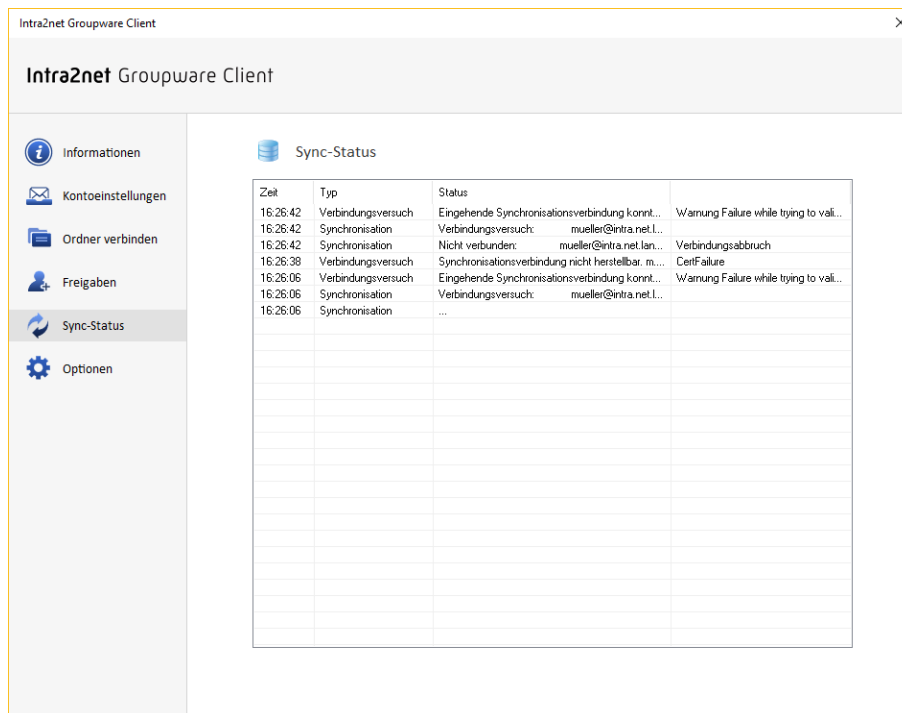 Intra2net Groupware Client
Intra2net Groupware Client
Informationen
Kontoeinstellungen
Ordner verbinden
Freigaben
Sync-Status
Optionen
Sync-Status
Zeit Typ Status
16:26:42 Verbindungsversuch Eingehende Synchronisationsverbindung konnt... Warnung Failure while trying to vali...
16:26:42 Synchronisation Verbindungsversuch: mueller@intra.net.l...
16:26:42 Synchronisation Nicht verbunden: mueller@intra.net.lan... Verbindungsabbruch
16:26:38 Verbindungsversuch Synchronisationsverbindung nicht herstellbar. m.... CertFailure
16:26:06 Verbindungsversuch Eingehende Synchronisationsverbindung konnt... Warnung Failure while trying to vali...
16:26:06 Synchronisation Verbindungsversuch: mueller@intra.net.l...
16:26:06 Synchronisation ...